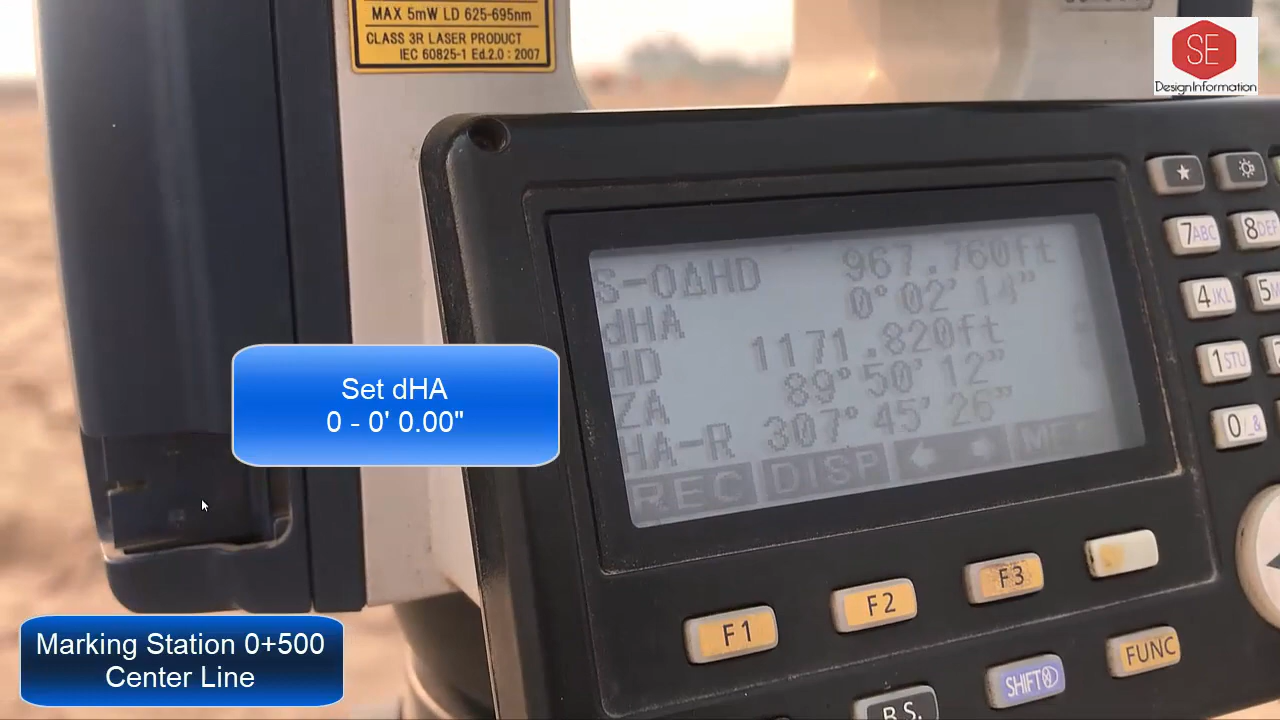 MAX 5mW LD 625-695nm
CLASS 3R LASER PRODUCT
IEC 60825-1 Ed.2.0 : 2007
SE
DesignInformation
S-OΔHD 967.760ft
dHA 0° 02' 14"
HD 1171.820ft
ZA 89° 50' 12"
HA-R 307° 45' 26"
REC DISP
7ABC
4JKL
1STU
0
Set dHA
0 - 0' 0.00"
Marking Station 0+500
Center Line
F1 F2 F3
SHIFT FUNC
B.S.